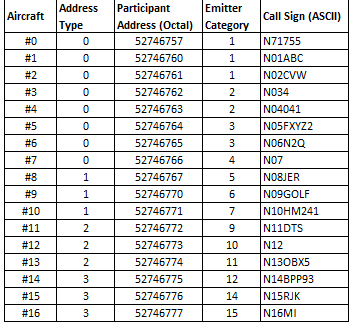 Aircraft Address Type Participant Address (Octal) Emitter Category Call Sign (ASCII)
#0 0 52746757 1 N71755
#1 0 52746760 1 N01ABC
#2 0 52746761 1 N02CVW
#3 0 52746762 2 N034
#4 0 52746763 2 N04041
#5 0 52746764 3 N05FXYZ2
#6 0 52746765 3 N06N2Q
#7 0 52746766 4 N07
#8 1 52746767 5 N08JER
#9 1 52746770 6 N09GOLF
#10 1 52746771 7 N10HM241
#11 2 52746772 9 N11DTS
#12 2 52746773 10 N12
#13 2 52746774 11 N13OBX5
#14 3 52746775 12 N14BPP93
#15 3 52746776 14 N15RJK
#16 3 52746777 15 N16MI